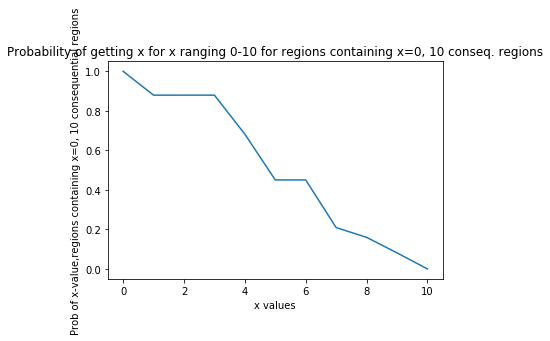 Probability of getting x for x ranging 0-10 for regions containing x=0, 10 conseq. regions
Prob of x-value,regions containing x=0, 10 consequential regions
1.0
0.8
0.6
0.4
0.2
0.0
0 2 4 6 8 10
x values